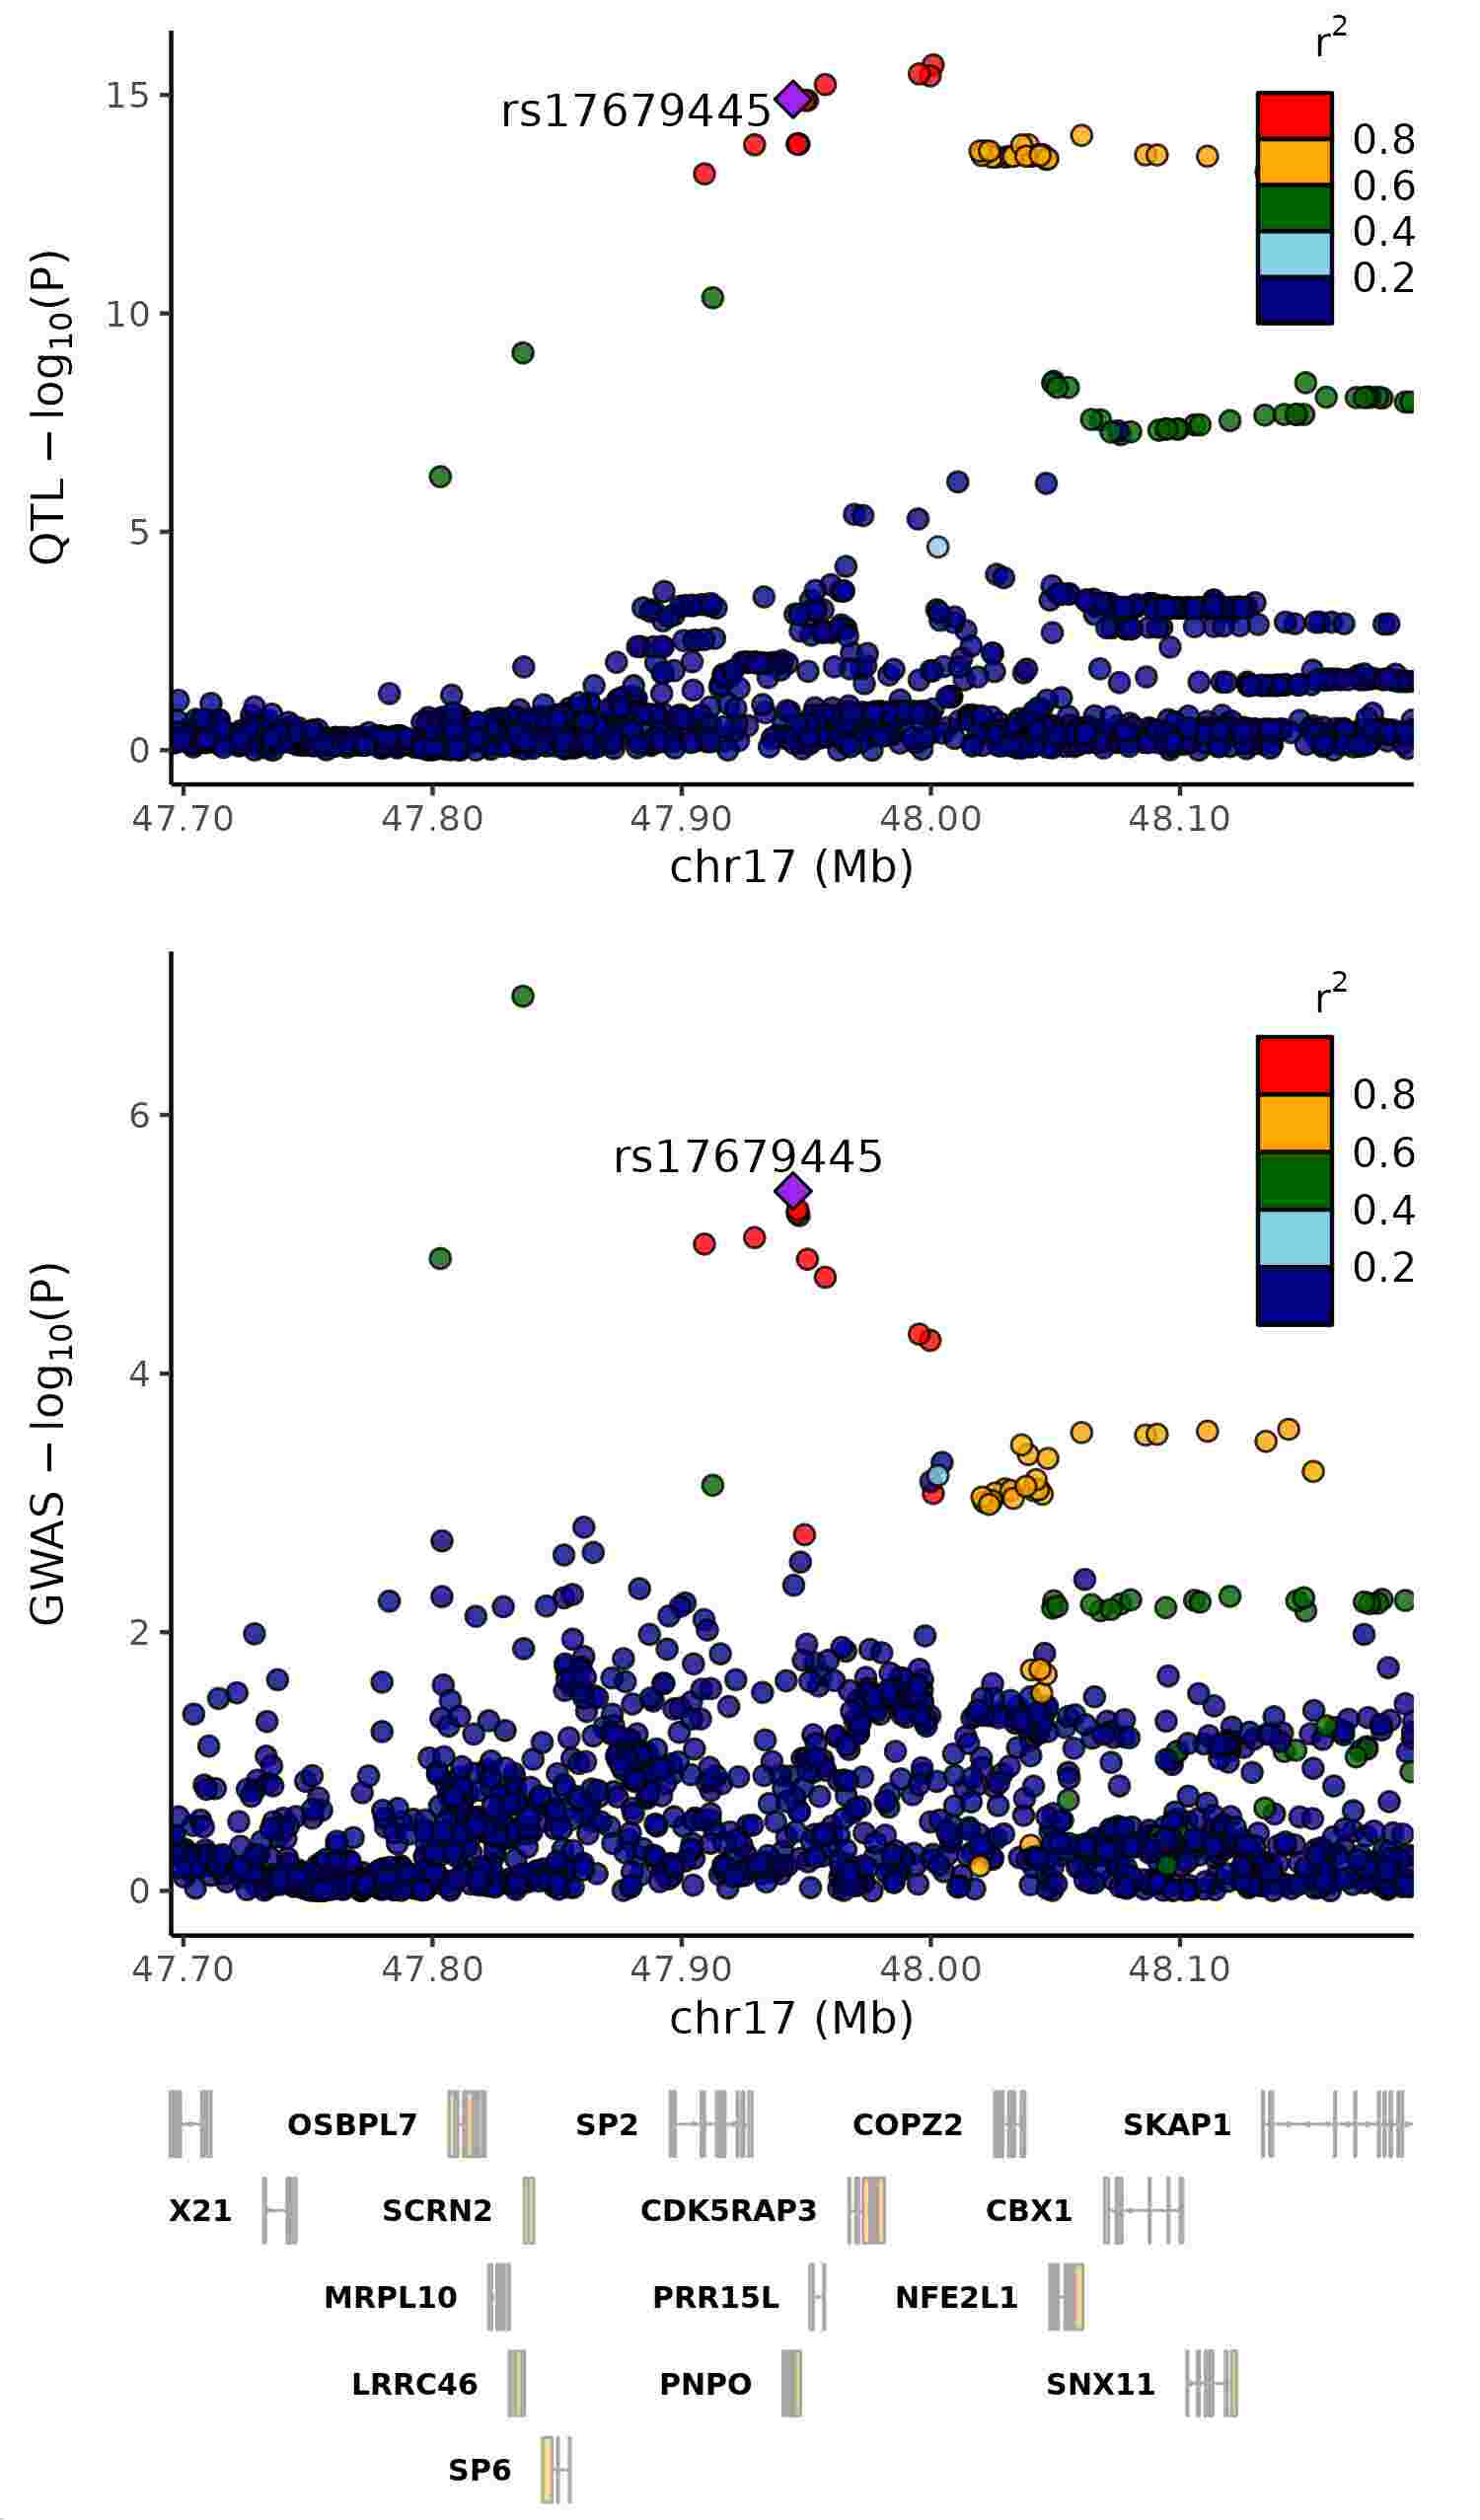 r2
15
rs17679445
0.8
0.6
0.4
0.2
10
5
0
QTL −log10(P)
47.70 47.80 47.90 48.00 48.10
chr17 (Mb)
r2
6
rs17679445
0.8
0.6
0.4
0.2
4
2
0
GWAS −log10(P)
47.70 47.80 47.90 48.00 48.10
chr17 (Mb)
OSBPL7 SP2 COPZ2 SKAP1
X21 SCRN2 CDK5RAP3 CBX1
MRPL10 PRR15L NFE2L1
LRRC46 PNPO SNX11
SP6